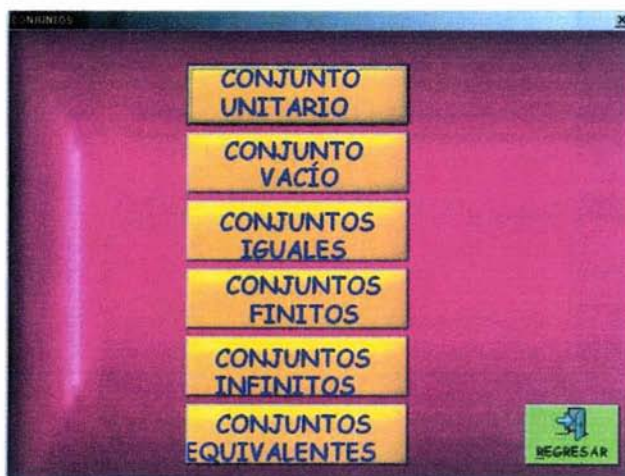 CONJUNTOS
X
CONJUNTO
UNITARIO
CONJUNTO
VACÍO
CONJUNTOS
IGUALES
CONJUNTOS
FINITOS
CONJUNTOS
INFINITOS
CONJUNTOS
EQUIVALENTES
REGRESAR